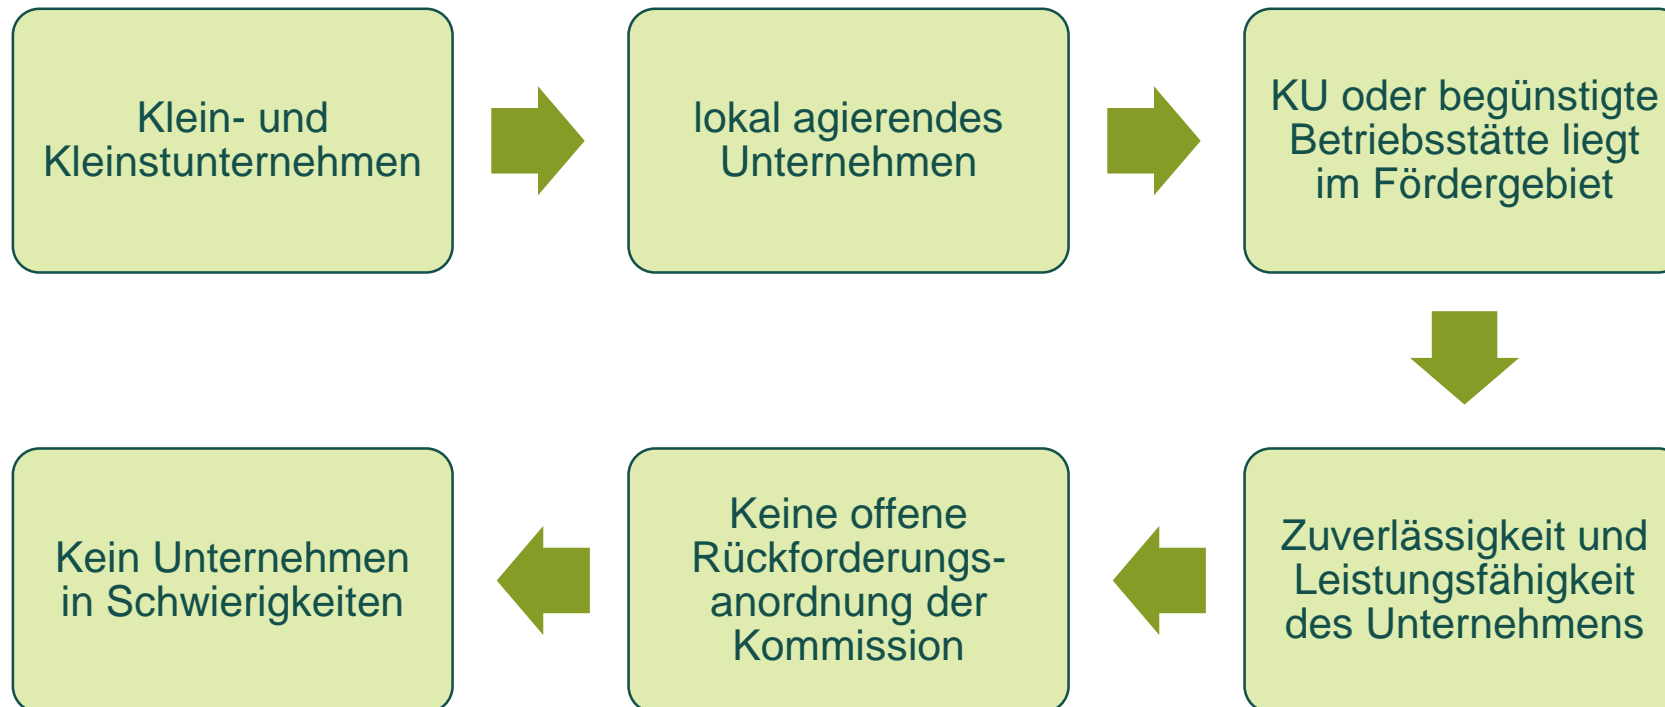 Klein- und
Kleinstunternehmen
lokal agierendes
Unternehmen
KU oder begünstigte
Betriebsstätte liegt
im Fördergebiet
Zuverlässigkeit und
Leistungsfähigkeit
des Unternehmens
Keine offene
Rückforderungs-
anordnung der
Kommission
Kein Unternehmen
in Schwierigkeiten